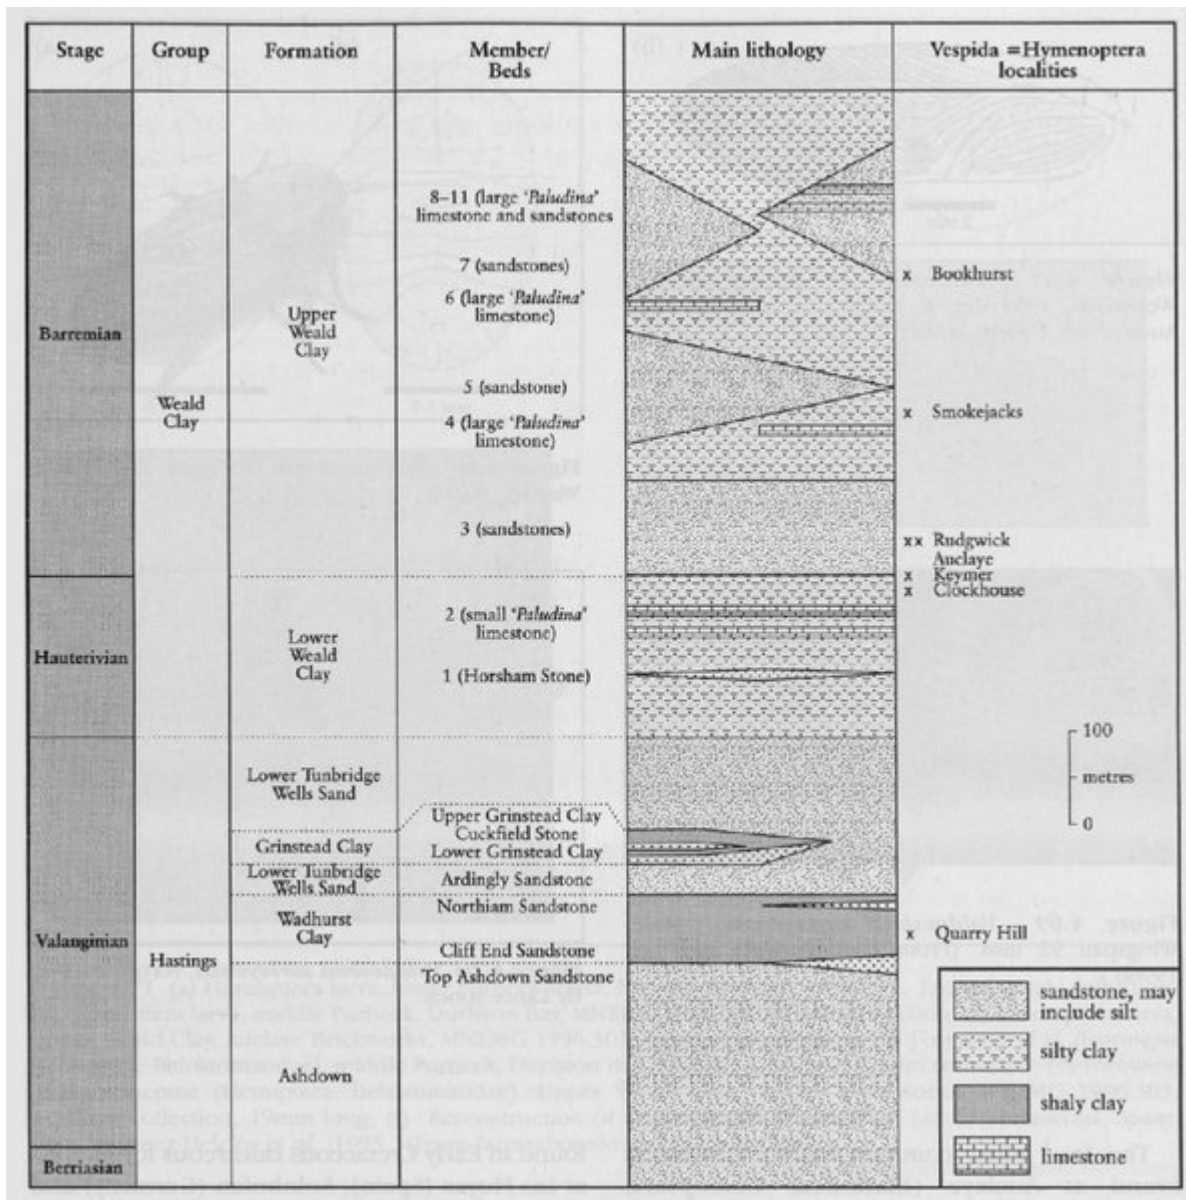 Stage
Group
Formation
Member/
Beds
Main lithology
Vespida =Hymenoptera
localities
Barremian
Hauterivian
Valanginian
Berriasian
Weald
Clay
Hastings
Upper
Weald
Clay
Lower
Weald
Clay
Lower Tunbridge
Wells Sand
Grinstead Clay
Lower Tunbridge
Wells Sand
Wadhurst
Clay
Ashdown
8–11 (large 'Paludina'
limestone and sandstones
7 (sandstones)
6 (large 'Paludina'
limestone)
5 (sandstone)
4 (large 'Paludina'
limestone)
3 (sandstones)
2 (small 'Paludina'
limestone)
1 (Horsham Stone)
Upper Grinstead Clay
Cuckfield Stone
Lower Grinstead Clay
Ardingly Sandstone
Northiam Sandstone
Cliff End Sandstone
Top Ashdown Sandstone
x Bookhurst
x Smokejacks
xx Rudgwick
Auclaye
x Keymer
x Clockhouse
x Quarry Hill
100
metres
0
sandstone, may
include silt
silty clay
shaly clay
limestone